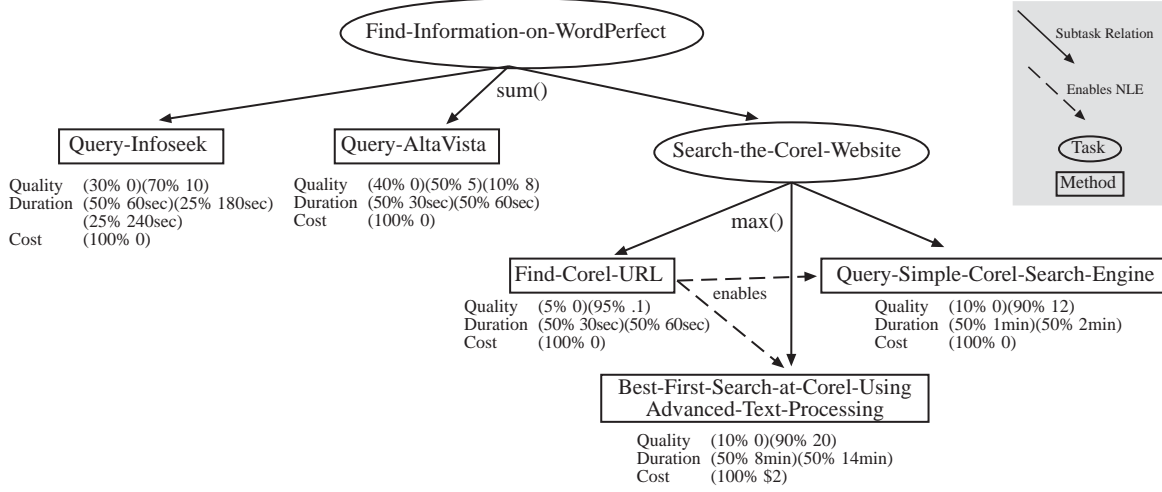 Find-Information-on-WordPerfect
Subtask Relation
Enables NLE
Task
Method
sum()
Query-Infoseek
Quality (30% 0)(70% 10)
Duration (50% 60sec)(25% 180sec)
(25% 240sec)
Cost (100% 0)
Query-AltaVista
Quality (40% 0)(50% 5)(10% 8)
Duration (50% 30sec)(50% 60sec)
Cost (100% 0)
Search-the-Corel-Website
max()
Find-Corel-URL
Quality (5% 0)(95% .1)
Duration (50% 30sec)(50% 60sec)
Cost (100% 0)
enables
Query-Simple-Corel-Search-Engine
Quality (10% 0)(90% 12)
Duration (50% 1min)(50% 2min)
Cost (100% 0)
Best-First-Search-at-Corel-Using
Advanced-Text-Processing
Quality (10% 0)(90% 20)
Duration (50% 8min)(50% 14min)
Cost (100% $2)